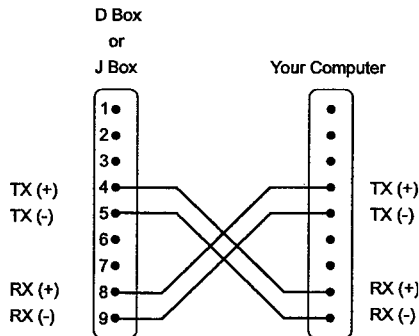 D Box
or
J Box
Your Computer
1
2
3
TX (+) 4 TX (+)
TX (-) 5 TX (-)
6
7
RX (+) 8 RX (+)
RX (-) 9 RX (-)